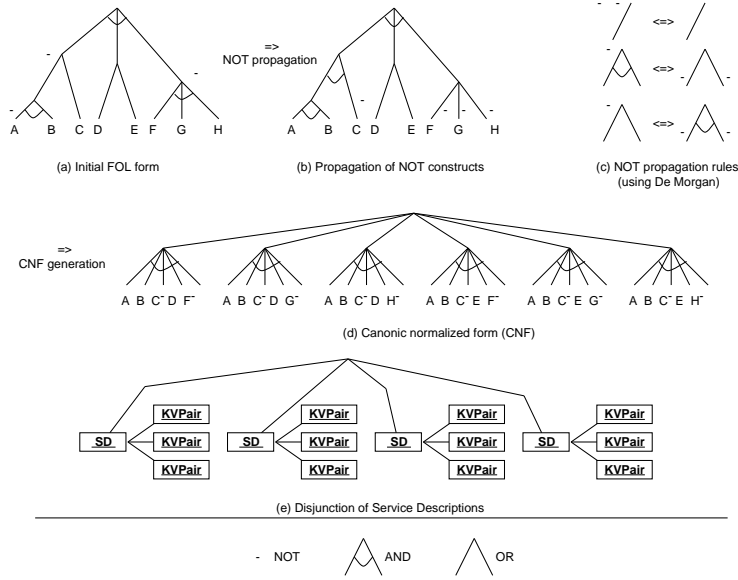 =>
NOT propagation
- - <=>
- <=> - -
- <=> - -
- - -
A B C D E F G H
- - - -
A B C D E F G H
(a) Initial FOL form
(b) Propagation of NOT constructs
(c) NOT propagation rules
(using De Morgan)
=>
CNF generation
A B C- D F-
A B C- D G-
A B C- D H-
A B C- E F-
A B C- E G-
A B C- E H-
(d) Canonic normalized form (CNF)
KVPair KVPair KVPair KVPair
SD KVPair SD KVPair SD KVPair SD KVPair
KVPair KVPair KVPair KVPair
(e) Disjunction of Service Descriptions
- NOT AND OR